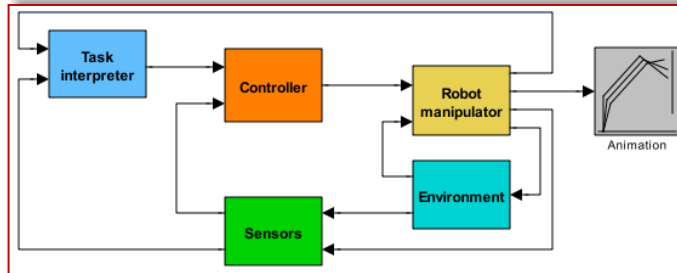 Task
interpreter
Controller
Robot
manipulator
Animation
Environment
Sensors